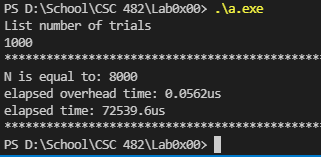 PS D:\School\CSC 482\Lab0x00> .\a.exe
List number of trials
1000
*********************************************
N is equal to: 8000
elapsed overhead time: 0.0562us
elapsed time: 72539.6us
*********************************************
PS D:\School\CSC 482\Lab0x00>